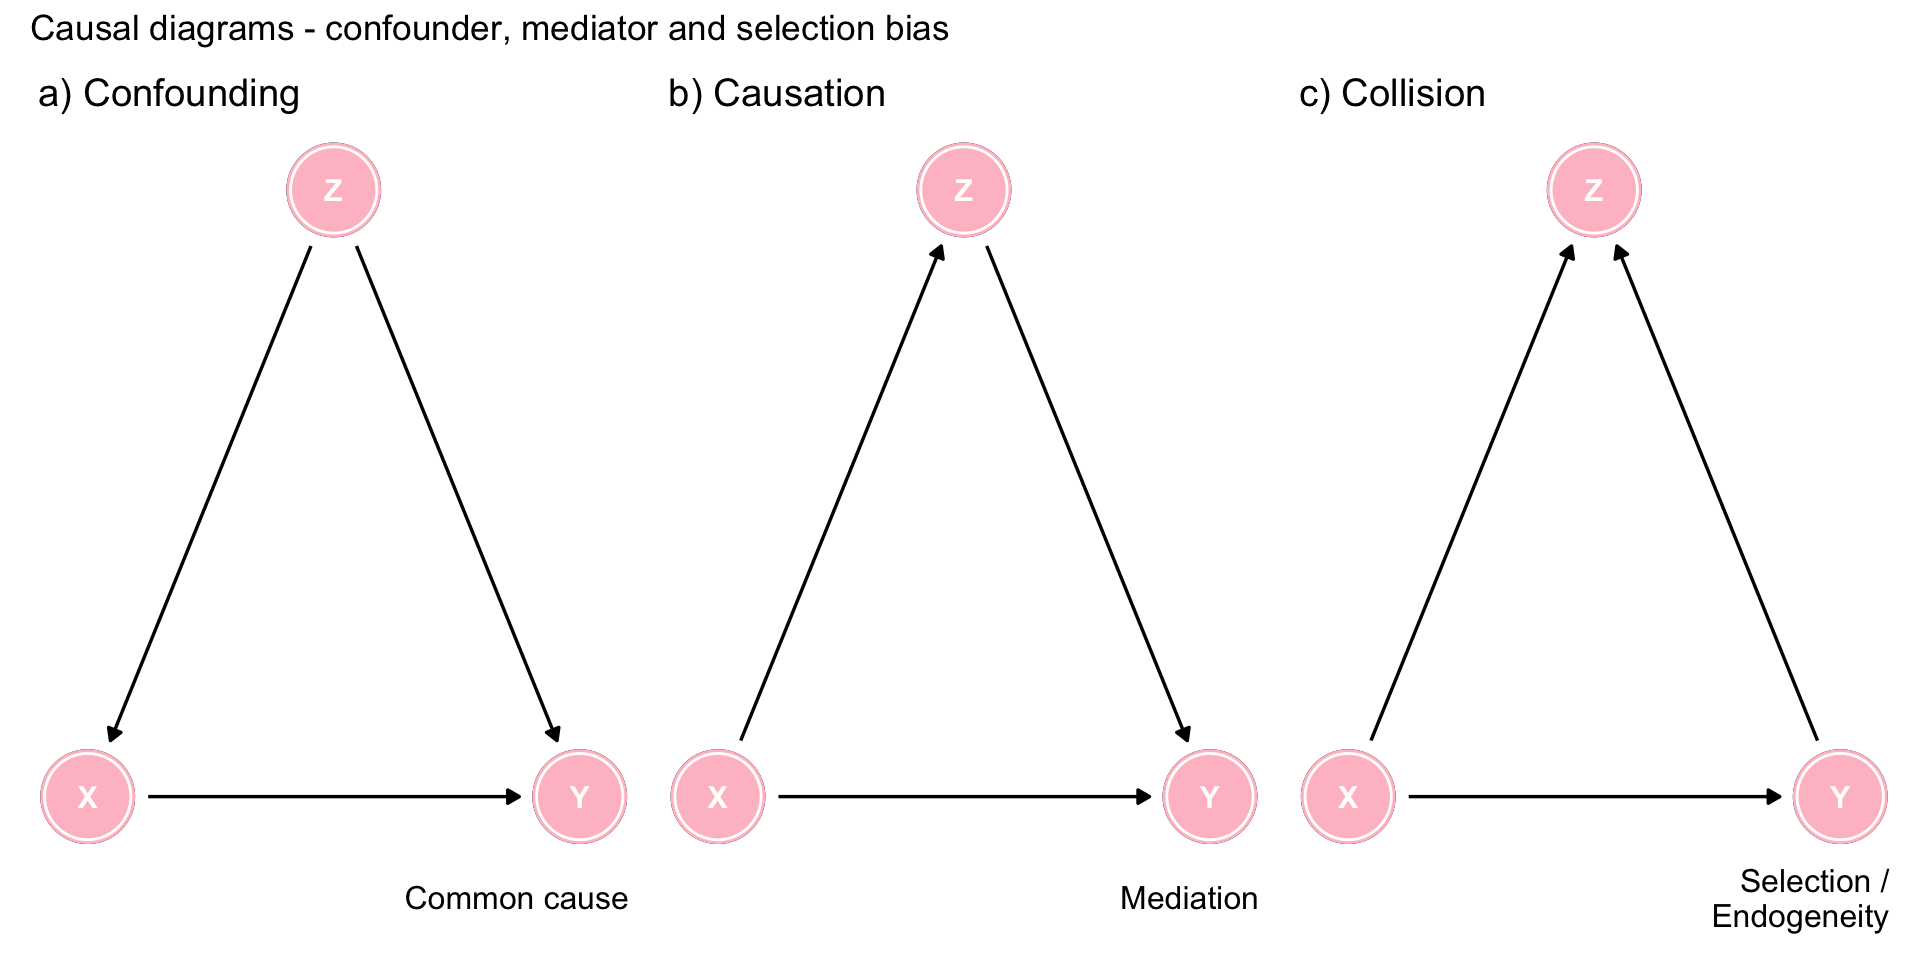 Causal diagrams - confounder, mediator and selection bias
a) Confounding
Z
X
Y
Common cause
b) Causation
Z
X
Y
Mediation
c) Collision
Z
X
Y
Selection /
Endogeneity